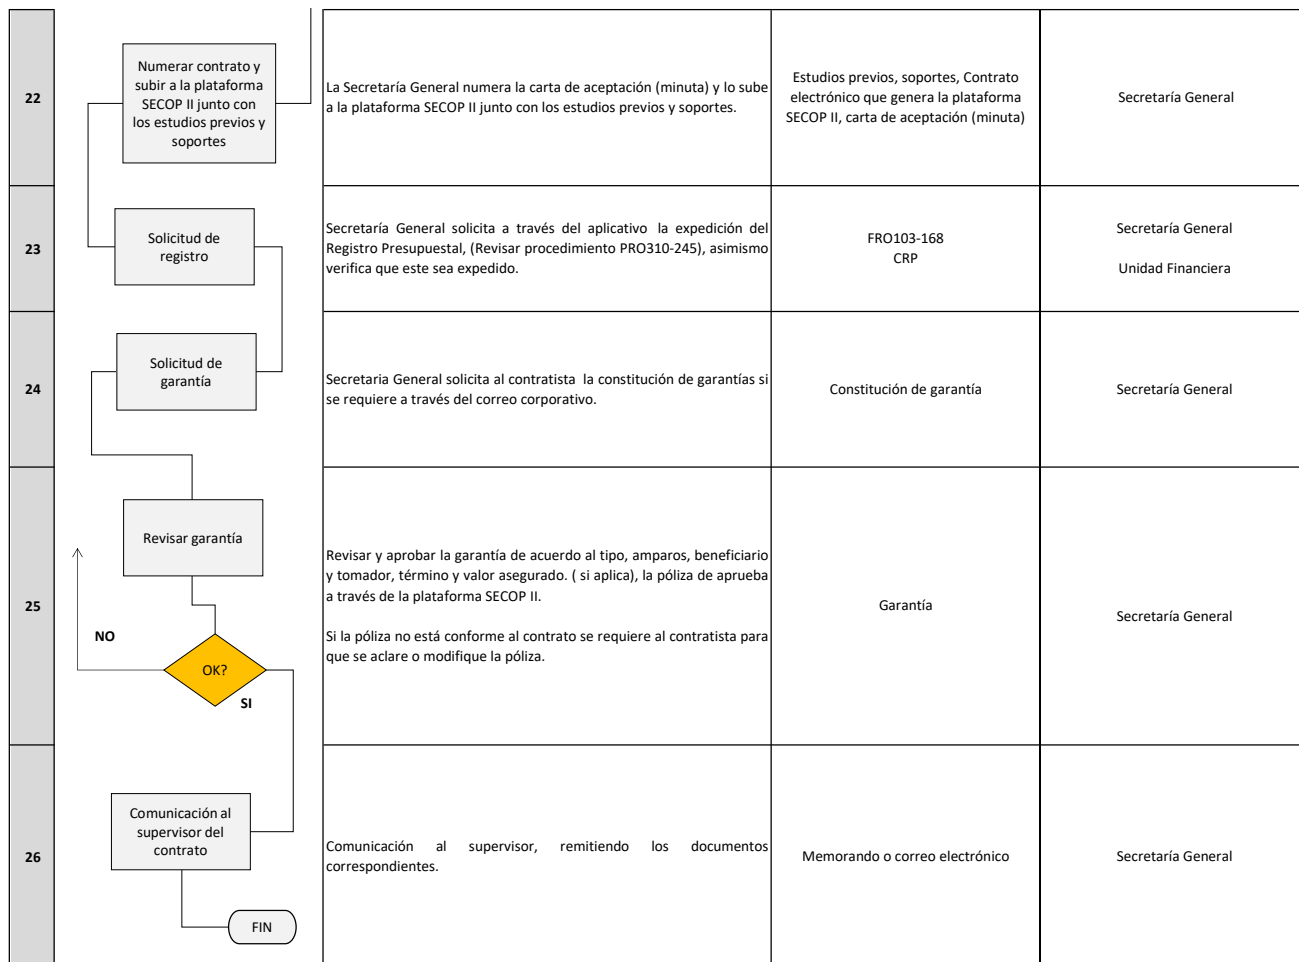 22
Numerar contrato y
subir a la plataforma
SECOP II junto con
los estudios previos y
soportes
La Secretaría General numera la carta de aceptación (minuta) y lo sube
a la plataforma SECOP II junto con los estudios previos y soportes.
Estudios previos, soportes, Contrato
electrónico que genera la plataforma
SECOP II, carta de aceptación (minuta)
Secretaría General
23
Solicitud de
registro
Secretaría General solicita a través del aplicativo la expedición del
Registro Presupuestal, (Revisar procedimiento PRO310-245), asimismo
verifica que este sea expedido.
FRO103-168
CRP
Secretaría General
Unidad Financiera
24
Solicitud de
garantía
Secretaria General solicita al contratista la constitución de garantías si
se requiere a través del correo corporativo.
Constitución de garantía
Secretaría General
25
Revisar garantía
NO
OK?
SI
Revisar y aprobar la garantía de acuerdo al tipo, amparos, beneficiario
y tomador, término y valor asegurado. ( si aplica), la póliza de aprueba
a través de la plataforma SECOP II.
Si la póliza no está conforme al contrato se requiere al contratista para
que se aclare o modifique la póliza.
Garantía
Secretaría General
26
Comunicación al
supervisor del
contrato
FIN
Comunicación al supervisor, remitiendo los documentos
correspondientes.
Memorando o correo electrónico
Secretaría General